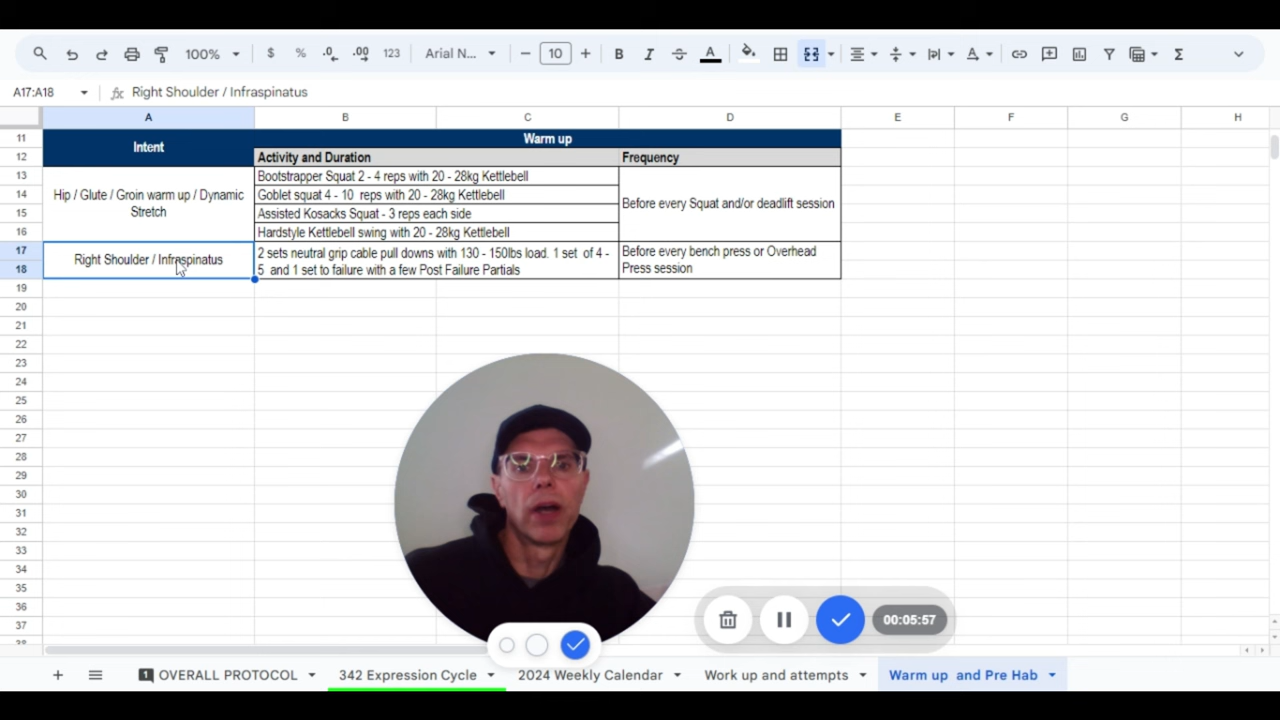 100% $ % .0 .00 123 Arial N... 10 B I A Σ
A17:A18 fx Right Shoulder / Infraspinatus
A B C D E F G H
11 Intent Warm up
12 Activity and Duration Frequency
13 Hip / Glute / Groin warm up / Dynamic Stretch Bootstrapper Squat 2 - 4 reps with 20 - 28kg Kettlebell Before every Squat and/or deadlift session
14 Goblet squat 4 - 10 reps with 20 - 28kg Kettlebell
15 Assisted Kosacks Squat - 3 reps each side
16 Hardstyle Kettlebell swing with 20 - 28kg Kettlebell
17 Right Shoulder / Infraspinatus 2 sets neutral grip cable pull downs with 130 - 150lbs load. 1 set of 4 - Before every bench press or Overhead
18 5 and 1 set to failure with a few Post Failure Partials Press session
19
20
21
22
23
24
25
26
27
28
29
30
31
32
33
34
35
36
37
00:05:57
+ 1 OVERALL PROTOCOL 342 Expression Cycle 2024 Weekly Calendar Work up and attempts Warm up and Pre Hab